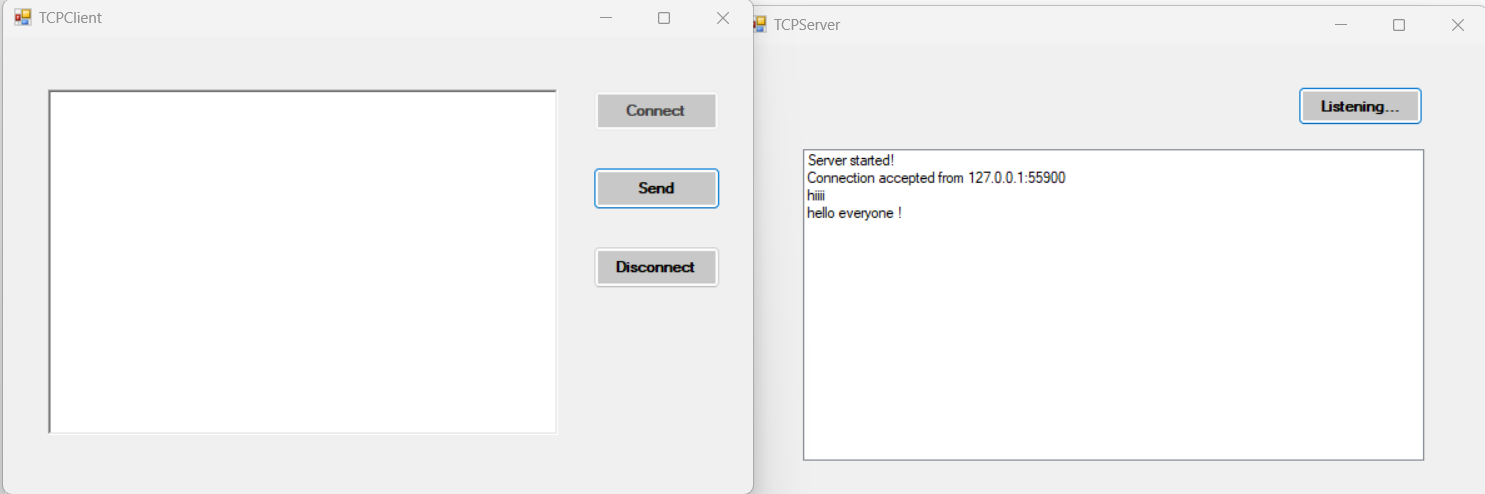 TCPClient
Connect
Send
Disconnect
TCPServer
Listening...
Server started!
Connection accepted from 127.0.0.1:55900
hiiii
hello everyone !